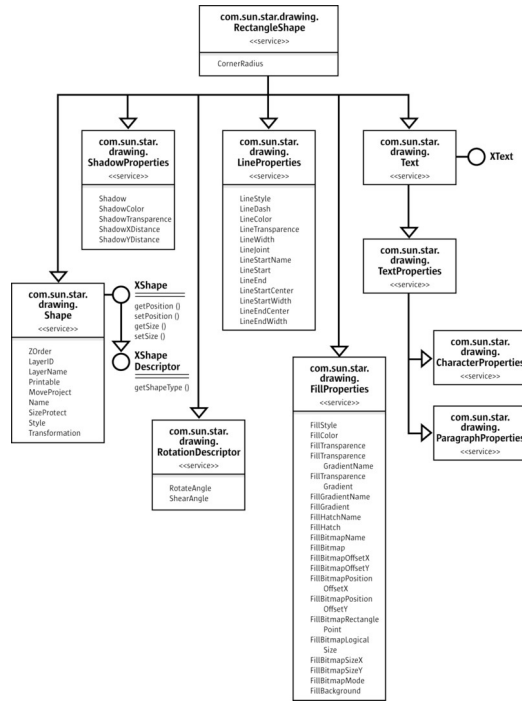 com.sun.star.drawing.
RectangleShape
<<service>>
CornerRadius
com.sun.star.
drawing.
ShadowProperties
<<service>>
Shadow
ShadowColor
ShadowTransparence
ShadowXDistance
ShadowYDistance
com.sun.star.
drawing.
LineProperties
<<service>>
LineStyle
LineDash
LineColor
LineTransparence
LineWidth
LineJoint
LineStartName
LineStart
LineEnd
LineStartCenter
LineStartWidth
LineEndCenter
LineEndWidth
com.sun.star.
drawing.
Text
<<service>>
XText
com.sun.star.
drawing.
TextProperties
<<service>>
com.sun.star.
drawing.
Shape
<<service>>
ZOrder
LayerID
LayerName
Printable
MoveProject
Name
SizeProtect
Style
Transformation
XShape
getPosition ()
setPosition ()
getSize ()
setSize ()
XShape
Descriptor
getShapeType ()
com.sun.star.
drawing.
CharacterProperties
<<service>>
com.sun.star.
drawing.
ParagraphProperties
<<service>>
com.sun.star.
drawing.
FillProperties
<<service>>
FillStyle
FillColor
FillTransparence
FillTransparence
GradientName
FillTransparence
Gradient
FillGradientName
FillGradient
FillHatchName
FillHatch
FillBitmapName
FillBitmap
FillBitmapOffsetX
FillBitmapOffsetY
FillBitmapPosition
OffsetX
FillBitmapPosition
OffsetY
FillBitmapRectangle
Point
FillBitmapLogical
Size
FillBitmapSizeX
FillBitmapSizeY
FillBitmapMode
FillBackground
com.sun.star.
drawing.
RotationDescriptor
<<service>>
RotateAngle
ShearAngle